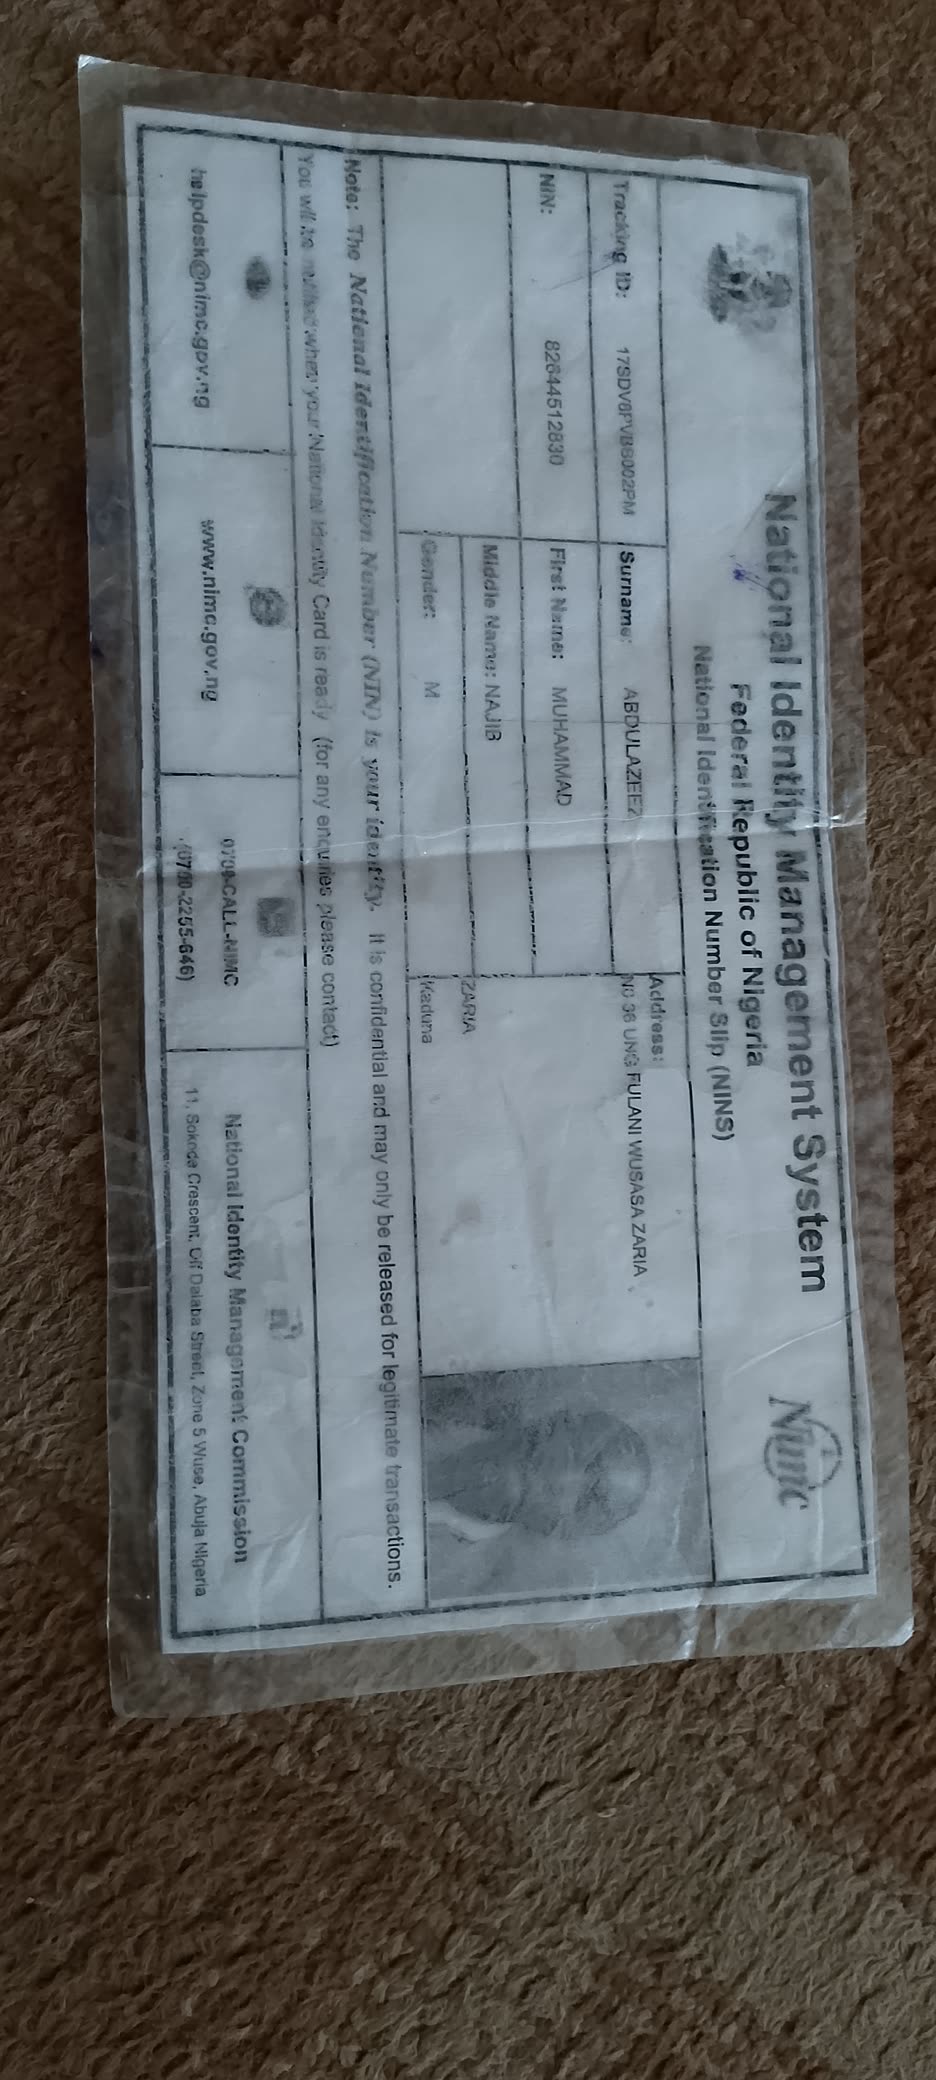 National Identity Management System
Federal Republic of Nigeria
National Identification Number Slip (NINS)
Nimc
Tracking ID: 17SDV6PVBS002PM
Surname: ABDULAZEEZ
Address:
NO 36 UNG FULANI WUSASA ZARIA
NIN: 82644512830
First Name: MUHAMMAD
Middle Name: NAJIB
ZARIA
Gender: M
Kaduna
Note: The National Identification Number (NIN) is your identity. It is confidential and may only be released for legitimate transactions.
You will be notified when your National Identity Card is ready (for any enquiries please contact)
helpdesk@nimc.gov.ng
www.nimc.gov.ng
0700-CALL-NIMC
(0700-2255-646)
National Identity Management Commission
11, Sokode Crescent, Off Dalaba Street, Zone 5 Wuse, Abuja Nigeria